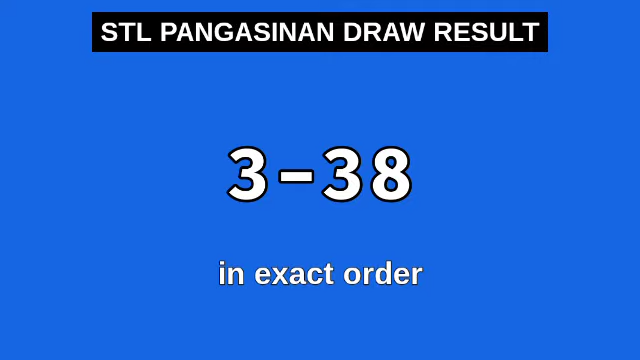 STL PANGASINAN DRAW RESULT
3-38
in exact order